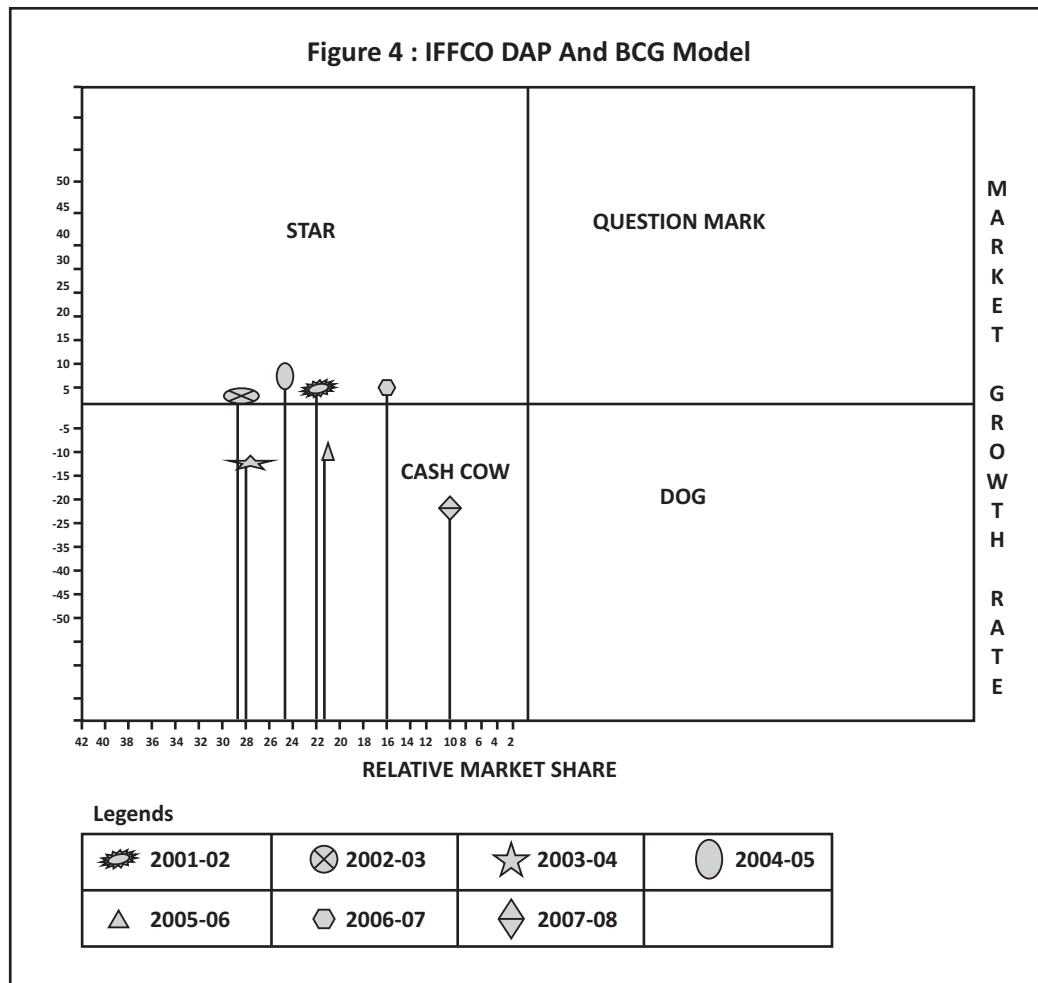 Figure 4 : IFFCO DAP And BCG Model
50
45
40
30
25
20
15
10
5
-5
-10
-15
-20
-25
-35
-40
-45
-50
STAR
QUESTION MARK
CASH COW
DOG
MARKET GROWTH RATE
42 40 38 36 34 32 30 28 26 24 22 20 18 16 14 12 10 8 6 4 2
RELATIVE MARKET SHARE
Legends
2001-02 2002-03 2003-04 2004-05
2005-06 2006-07 2007-08